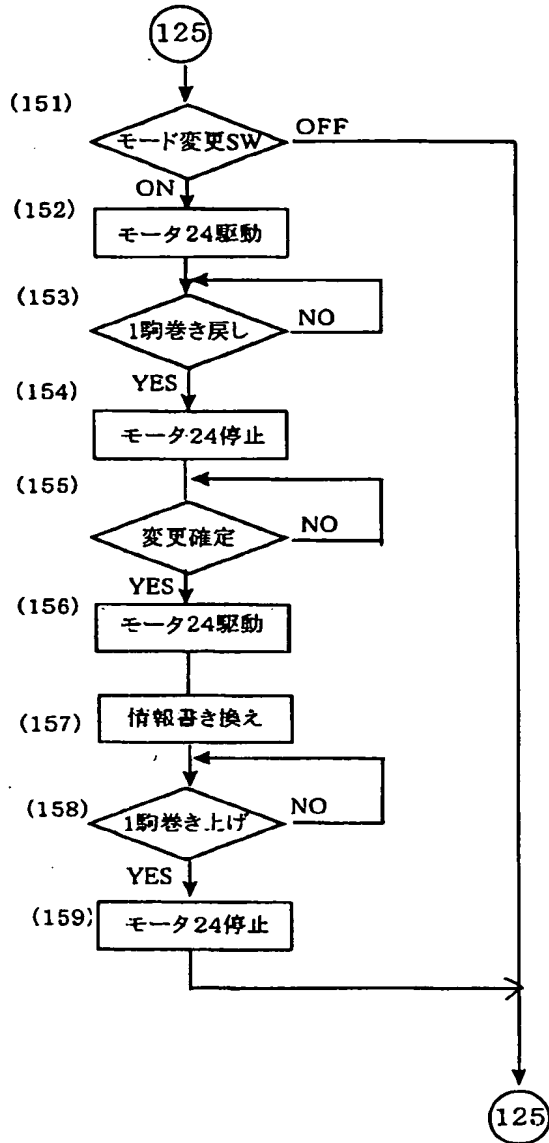 125
(151)
モード変更SW
OFF
ON
(152)
モータ24駆動
(153)
1駒巻き戻し
NO
YES
(154)
モータ24停止
(155)
変更確定
NO
YES
(156)
モータ24駆動
(157)
情報書き換え
(158)
1駒巻き上げ
NO
YES
(159)
モータ24停止
125